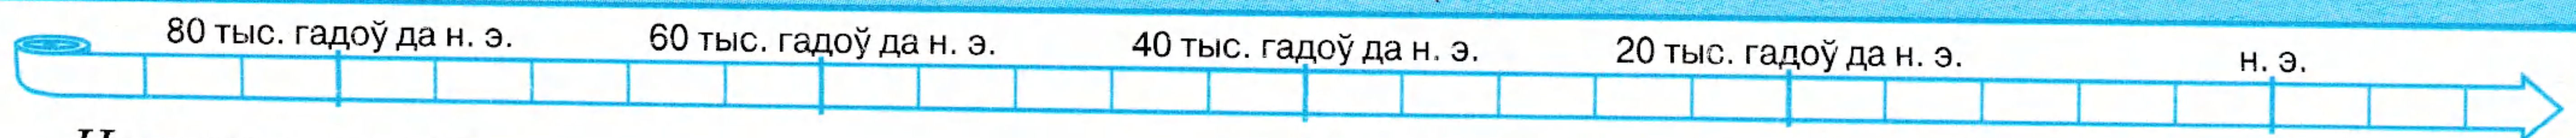 80 тыс. гадоў да н. э. 60 тыс. гадоў да н. э. 40 тыс. гадоў да н. э. 20 тыс. гадоў да н. э. н. э.